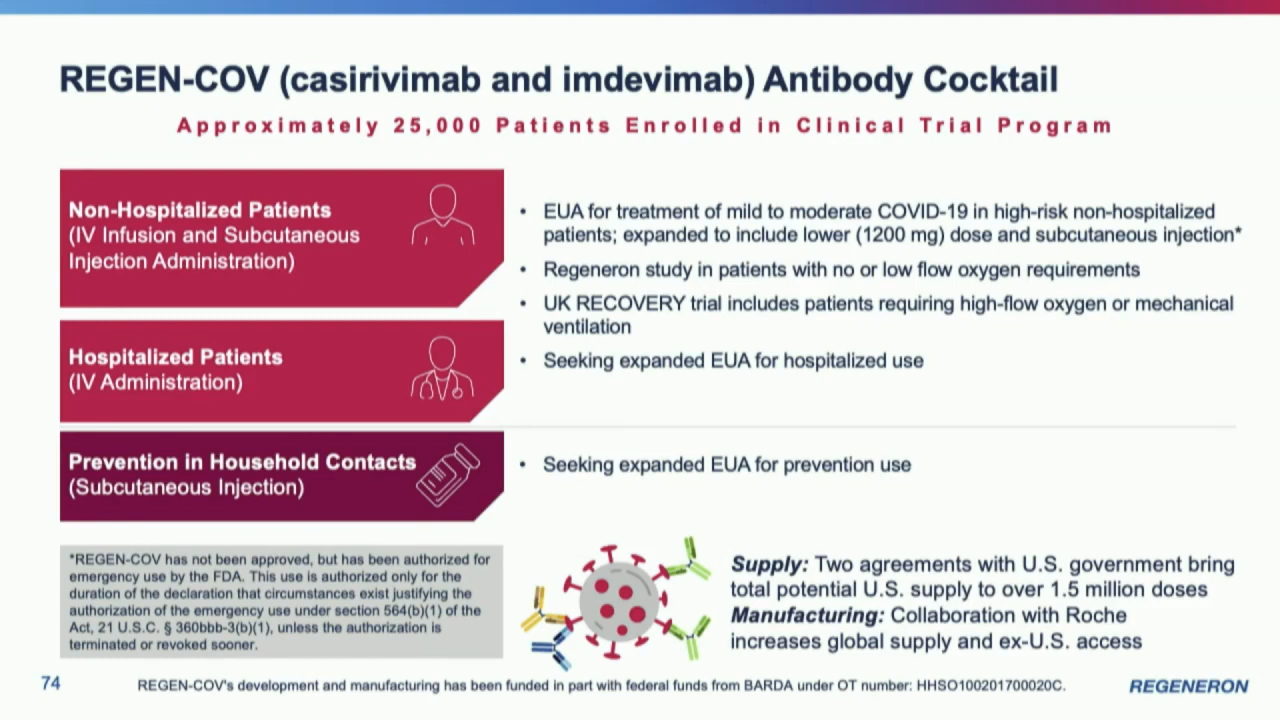 REGEN-COV (casirivimab and imdevimab) Antibody Cocktail
Approximately 25,000 Patients Enrolled in Clinical Trial Program
Non-Hospitalized Patients
(IV Infusion and Subcutaneous
Injection Administration)
• EUA for treatment of mild to moderate COVID-19 in high-risk non-hospitalized
patients; expanded to include lower (1200 mg) dose and subcutaneous injection*
• Regeneron study in patients with no or low flow oxygen requirements
• UK RECOVERY trial includes patients requiring high-flow oxygen or mechanical
ventilation
Hospitalized Patients
(IV Administration)
• Seeking expanded EUA for hospitalized use
Prevention in Household Contacts
(Subcutaneous Injection)
• Seeking expanded EUA for prevention use
*REGEN-COV has not been approved, but has been authorized for
emergency use by the FDA. This use is authorized only for the
duration of the declaration that circumstances exist justifying the
authorization of the emergency use under section 564(b)(1) of the
Act, 21 U.S.C. § 360bbb-3(b)(1), unless the authorization is
terminated or revoked sooner.
Supply: Two agreements with U.S. government bring
total potential U.S. supply to over 1.5 million doses
Manufacturing: Collaboration with Roche
increases global supply and ex-U.S. access
74
REGEN-COV's development and manufacturing has been funded in part with federal funds from BARDA under OT number: HHSO100201700020C.
REGENERON